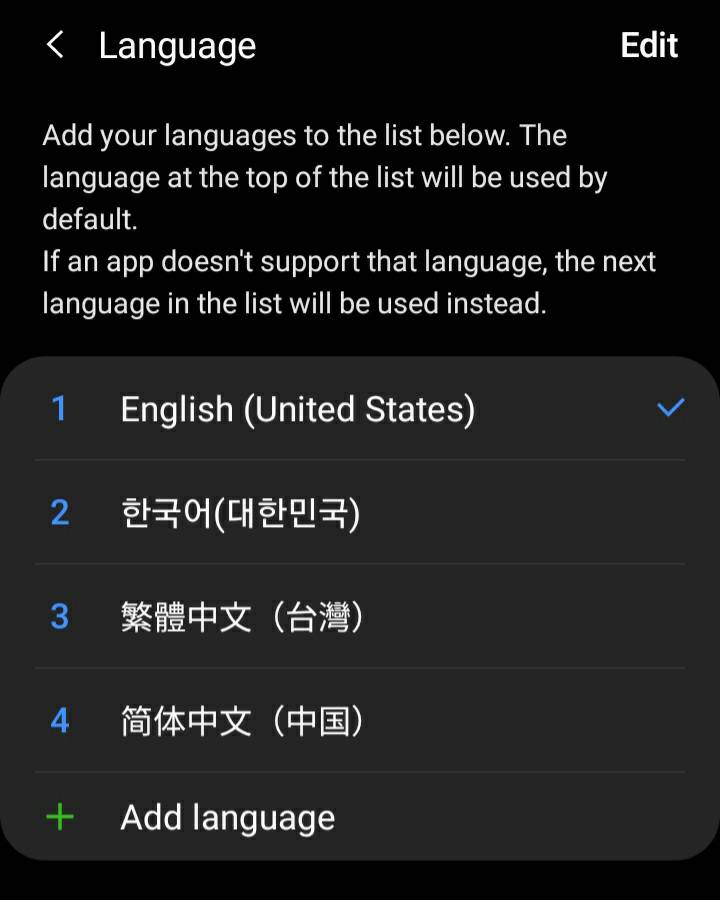 Language
Edit
Add your languages to the list below. The
language at the top of the list will be used by
default.
If an app doesn't support that language, the next
language in the list will be used instead.
1 English (United States)
2 한국어(대한민국)
3 繁體中文（台灣）
4 简体中文（中国）
+ Add language